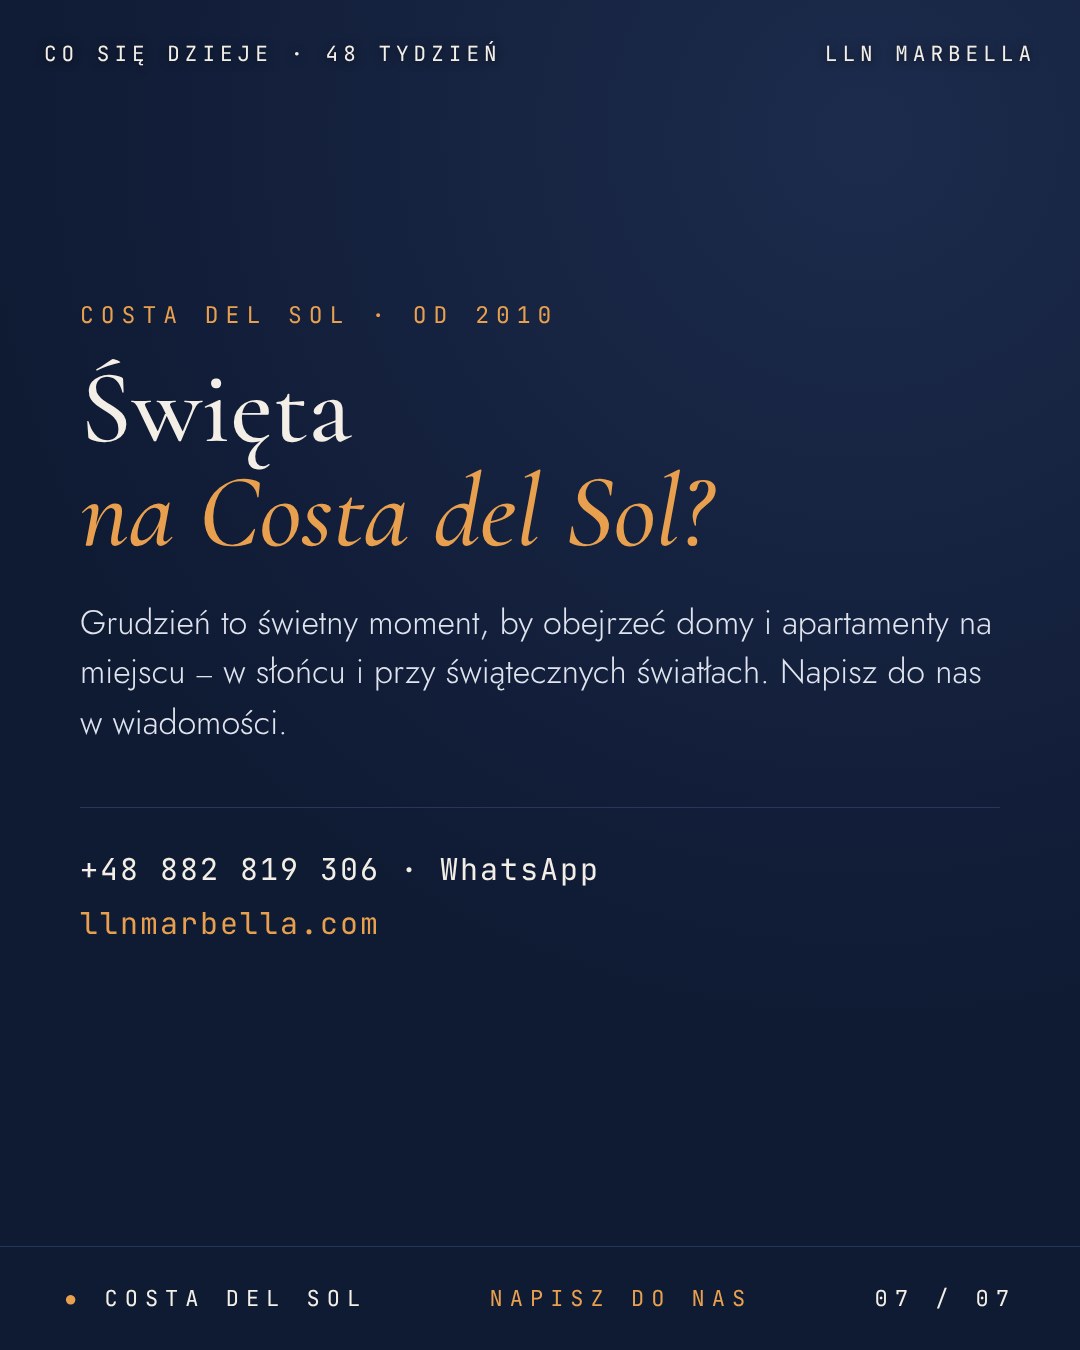 CO SIĘ DZIEJE · 48 TYDZIEŃ
LLN MARBELLA
COSTA DEL SOL · OD 2010
Święta
na Costa del Sol?
Grudzień to świetny moment, by obejrzeć domy i apartamenty na
miejscu – w słońcu i przy świątecznych światłach. Napisz do nas
w wiadomości.
+48 882 819 306 · WhatsApp
llnmarbella.com
• COSTA DEL SOL
NAPISZ DO NAS
07 / 07